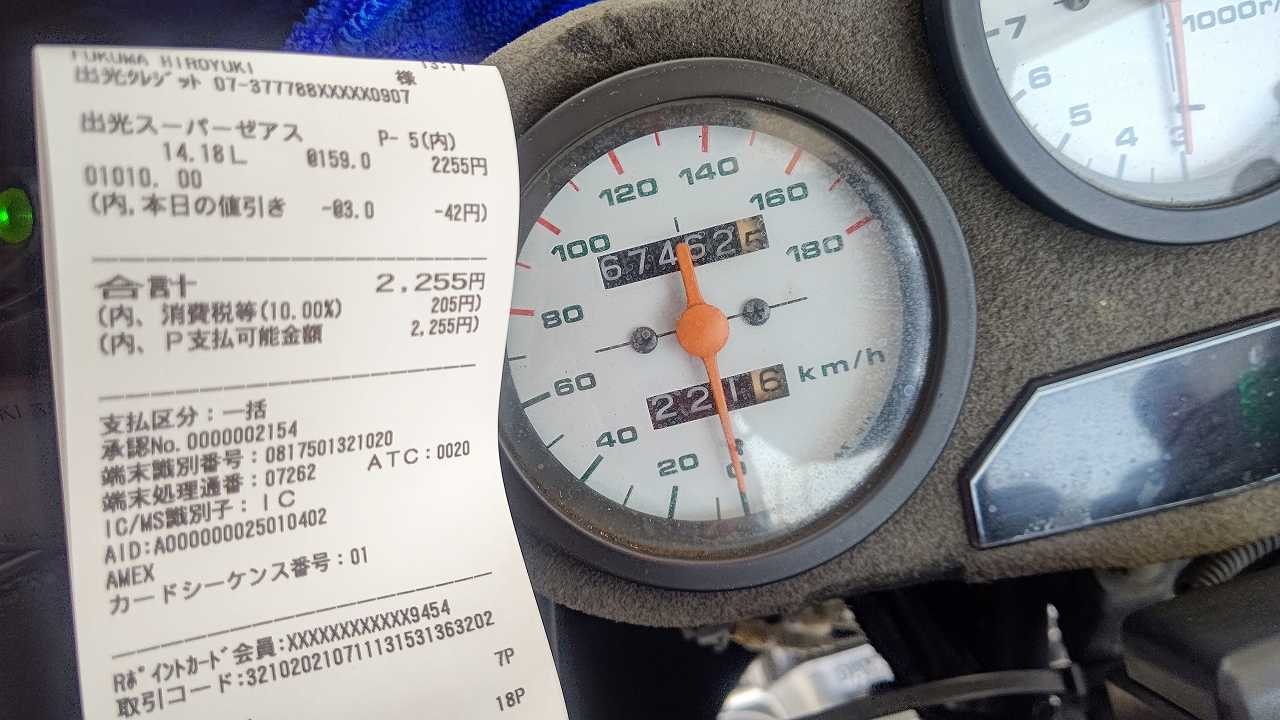 FUKUMA HIROYUKI
様 13:17
出光クレジット 07-377788XXXXX0907
出光スーパーゼアス P- 5(内)
14.18L @159.0 2255円
01010. 00
(内,本日の値引き -@3.0 -42円)
合計 2,255円
(内、消費税等(10.00%) 205円)
(内、P支払可能金額 2,255円)
支払区分：一括
承認No.0000002154
端末識別番号：0817501321020
端末処理通番：07262 ATC：0020
IC/MS識別子：IC
AID:A000000025010402
AMEX
カードシーケンス番号：01
Rポイントカード会員:XXXXXXXXXXXX9454
取引コード:3210202107111315313632​02
7P
18P
0
20
40
60
80
100
120
140
160
180
674625
2216
km/h
3
4
5
6
7
1000r/